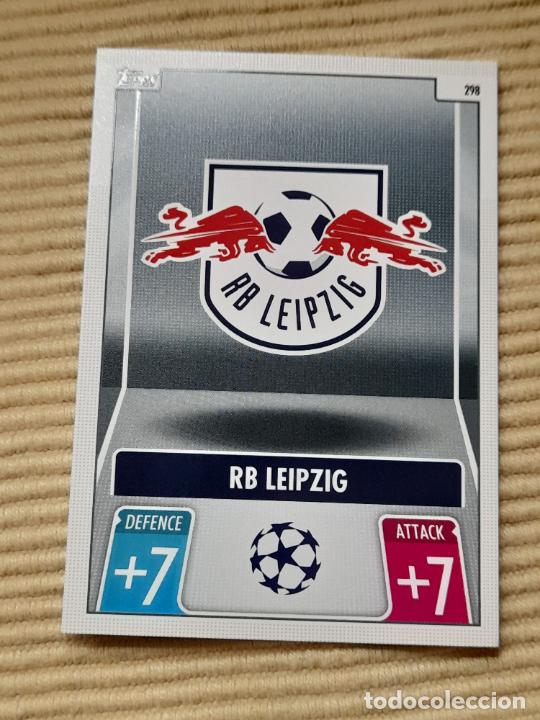 Topps
298
RB LEIPZIG
RB LEIPZIG
DEFENCE
+7
ATTACK
+7
todocoleccion